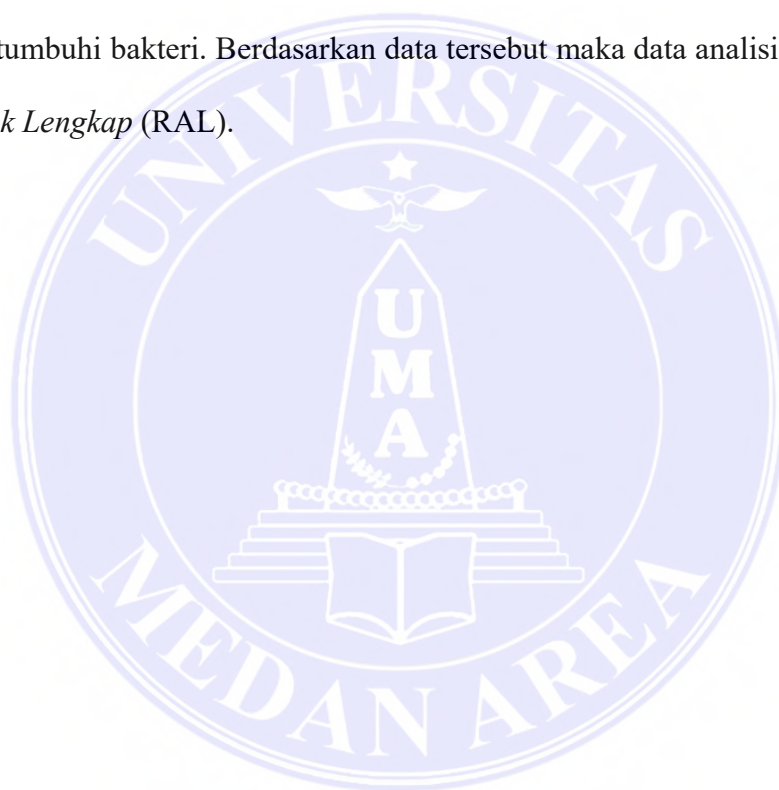 tumbuhi bakteri. Berdasarkan data tersebut maka data analisi
k Lengkap (RAL).
UNIVERSITAS
U
M
A
MEDAN AREA